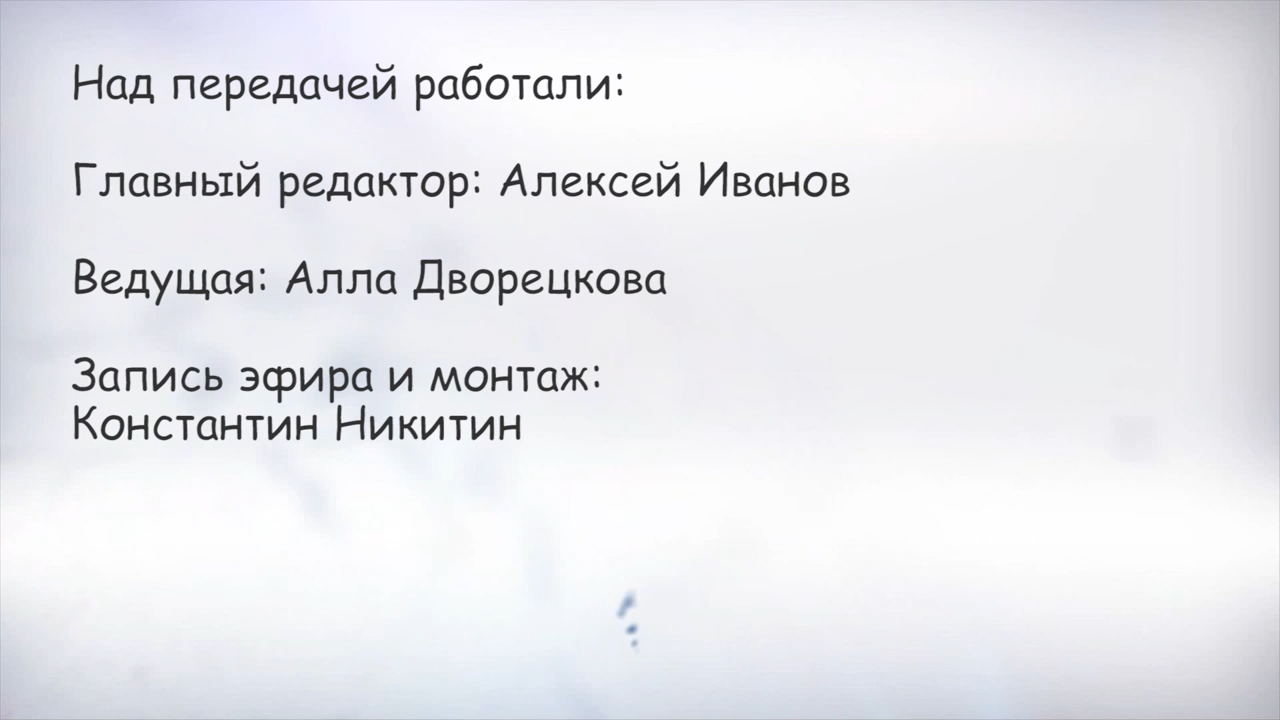 Над передачей работали:
Главный редактор: Алексей Иванов
Ведущая: Алла Дворецкова
Запись эфира и монтаж:
Константин Никитин